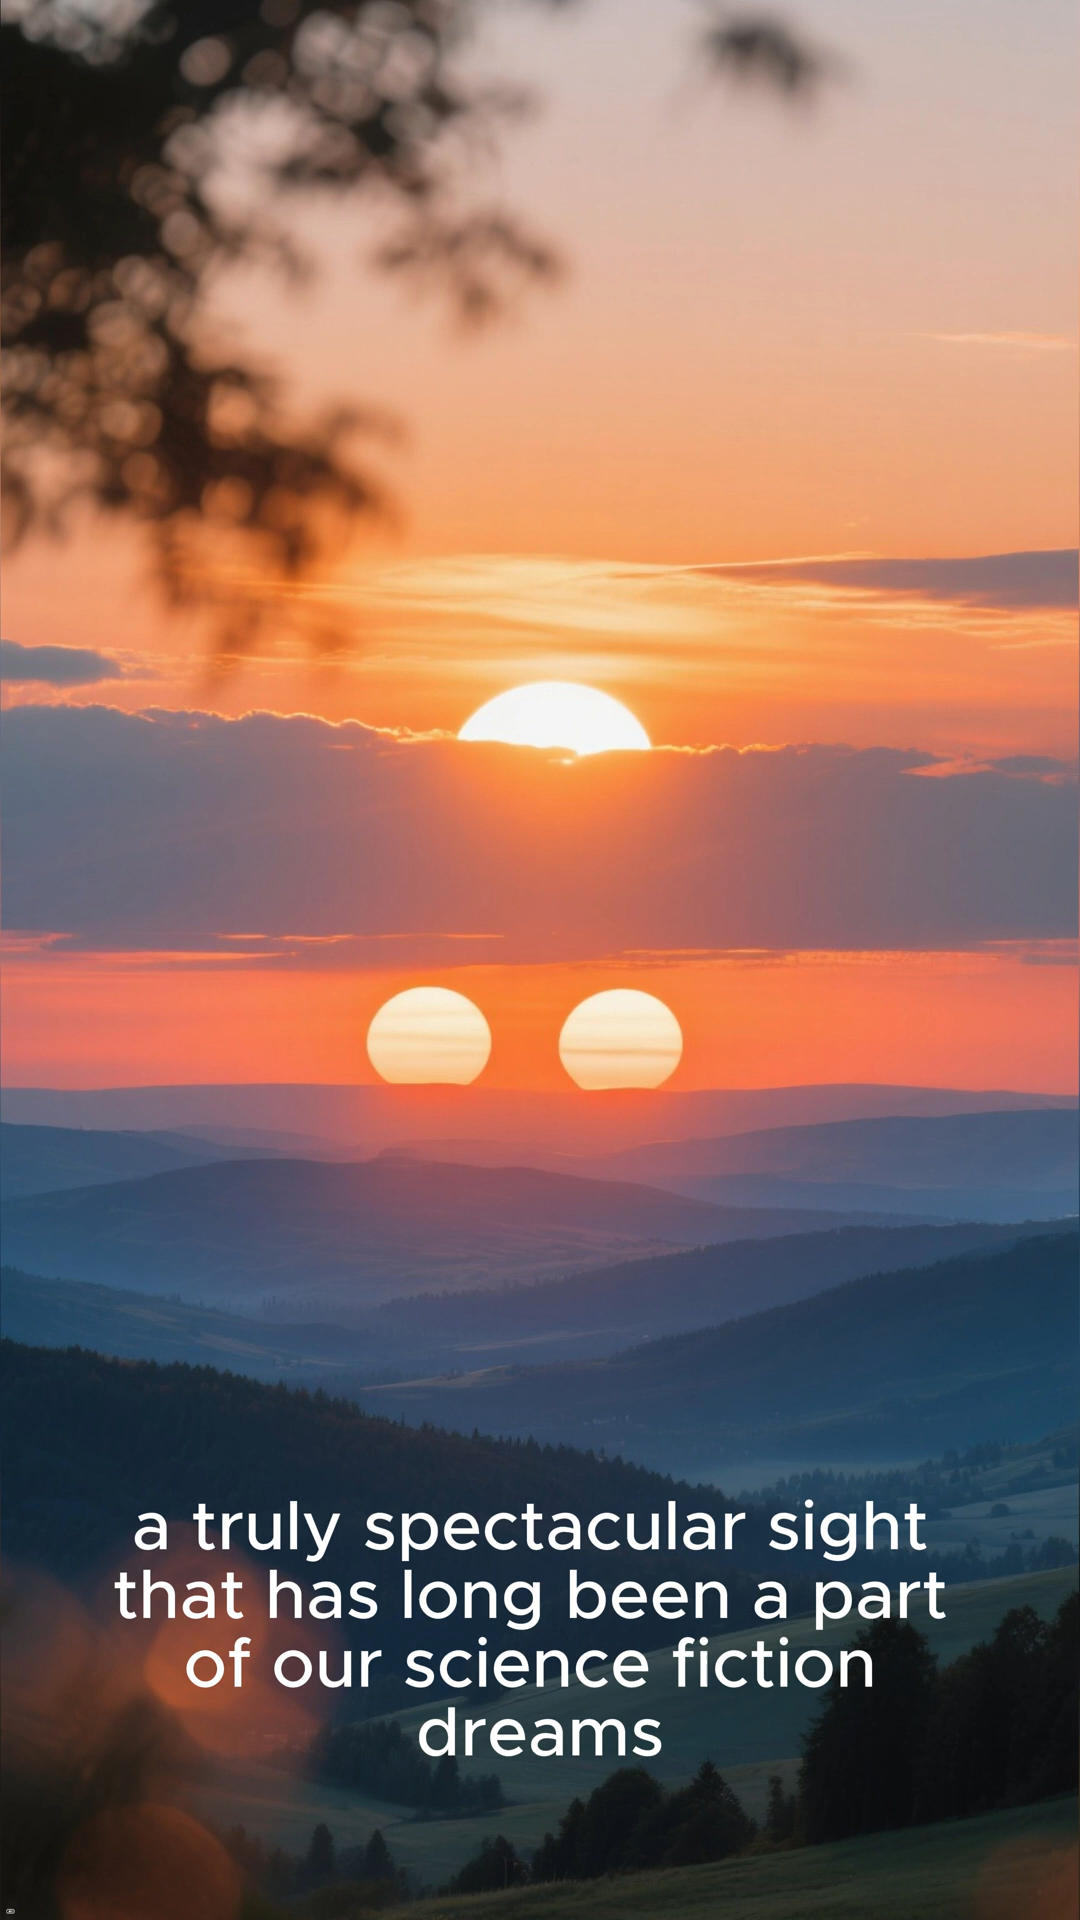 a truly spectacular sight
that has long been a part
of our science fiction
dreams